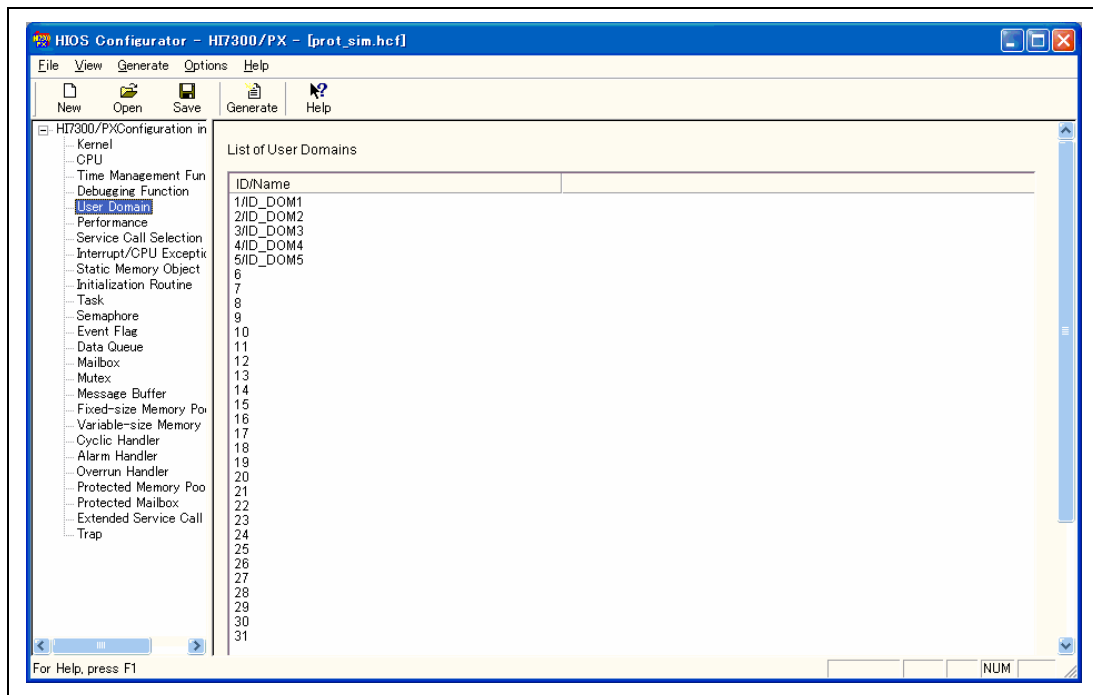 HIOS Configurator - HI7300/PX - [prot_sim.hcf]
File View Generate Options Help
New Open Save Generate Help
HI7300/PXConfiguration in
Kernel
CPU
Time Management Fun
Debugging Function
User Domain
Performance
Service Call Selection
Interrupt/CPU Exceptic
Static Memory Object
Initialization Routine
Task
Semaphore
Event Flag
Data Queue
Mailbox
Mutex
Message Buffer
Fixed-size Memory Poo
Variable-size Memory
Cyclic Handler
Alarm Handler
Overrun Handler
Protected Memory Poo
Protected Mailbox
Extended Service Call
Trap
List of User Domains
ID/Name
1/ID_DOM1
2/ID_DOM2
3/ID_DOM3
4/ID_DOM4
5/ID_DOM5
6
7
8
9
10
11
12
13
14
15
16
17
18
19
20
21
22
23
24
25
26
27
28
29
30
31
For Help, press F1
NUM